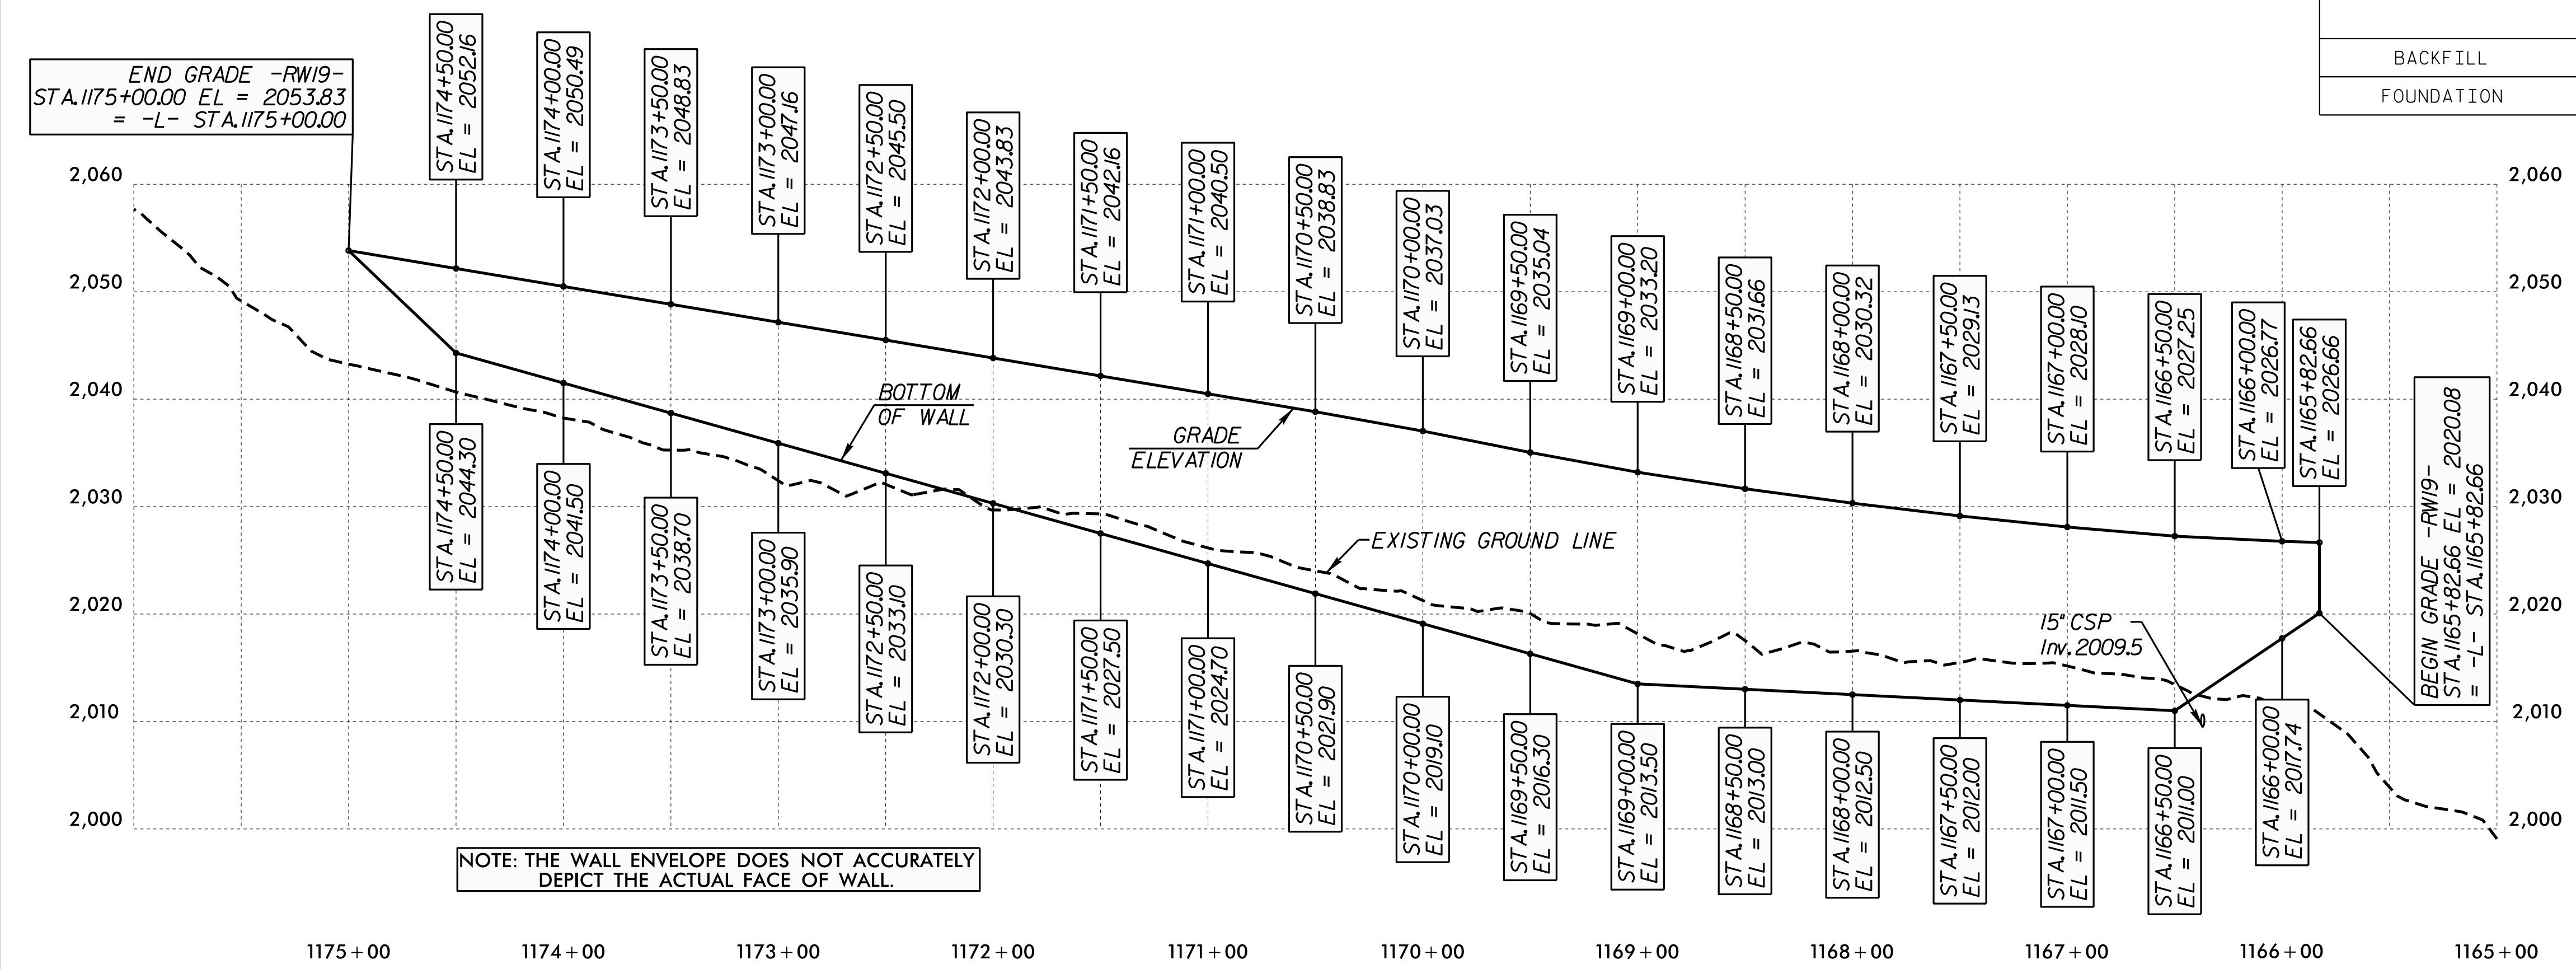 BACKFILL
FOUNDATION
END GRADE -RW19-
STA.1175+00.00 EL = 2053.83
= -L- STA.1175+00.00
STA.1174+50.00
EL = 2052.16
STA.1174+00.00
EL = 2050.49
STA.1173+50.00
EL = 2048.83
STA.1173+00.00
EL = 2047.16
STA.1172+50.00
EL = 2045.50
STA.1172+00.00
EL = 2043.83
STA.1171+50.00
EL = 2042.16
STA.1171+00.00
EL = 2040.50
STA.1170+50.00
EL = 2038.83
STA.1170+00.00
EL = 2037.03
STA.1169+50.00
EL = 2035.04
STA.1169+00.00
EL = 2033.20
STA.1168+50.00
EL = 2031.66
STA.1168+00.00
EL = 2030.32
STA.1167+50.00
EL = 2029.13
STA.1167+00.00
EL = 2028.10
STA.1166+50.00
EL = 2027.25
STA.1166+00.00
EL = 2026.77
STA.1165+82.66
EL = 2026.66
BEGIN GRADE -RW19-
STA.1165+82.66 EL = 2020.08
= -L- STA.1165+82.66
2,060
2,050
2,040
2,030
2,020
2,010
2,000
2,060
2,050
2,040
2,030
2,020
2,010
2,000
BOTTOM
OF WALL
GRADE
ELEVATION
EXISTING GROUND LINE
15" CSP
Inv. 2009.5
STA.1174+50.00
EL = 2044.30
STA.1174+00.00
EL = 2041.50
STA.1173+50.00
EL = 2038.70
STA.1173+00.00
EL = 2035.90
STA.1172+50.00
EL = 2033.10
STA.1172+00.00
EL = 2030.30
STA.1171+50.00
EL = 2027.50
STA.1171+00.00
EL = 2024.70
STA.1170+50.00
EL = 2021.90
STA.1170+00.00
EL = 2019.10
STA.1169+50.00
EL = 2016.30
STA.1169+00.00
EL = 2013.50
STA.1168+50.00
EL = 2013.00
STA.1168+00.00
EL = 2012.50
STA.1167+50.00
EL = 2012.00
STA.1167+00.00
EL = 2011.50
STA.1166+50.00
EL = 2011.00
STA.1166+00.00
EL = 2017.74
NOTE: THE WALL ENVELOPE DOES NOT ACCURATELY
DEPICT THE ACTUAL FACE OF WALL.
1175+00
1174+00
1173+00
1172+00
1171+00
1170+00
1169+00
1168+00
1167+00
1166+00
1165+00